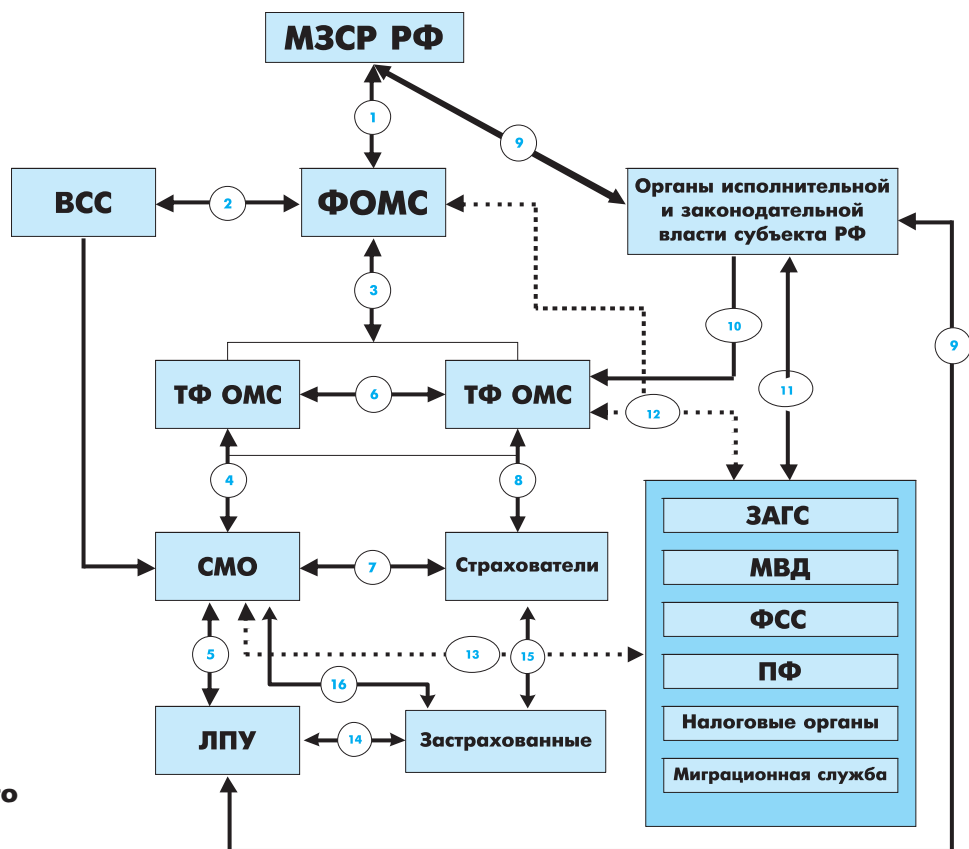 МЗСР РФ
1
9
ВСС
2
ФОМС
Органы исполнительной
и законодательной
власти субъекта РФ
3
10
9
ТФ ОМС
6
ТФ ОМС
12
11
4
8
ЗАГС
СМО
7
Страхователи
МВД
ФСС
5
13
15
ПФ
16
ЛПУ
14
Застрахованные
Налоговые органы
Миграционная служба